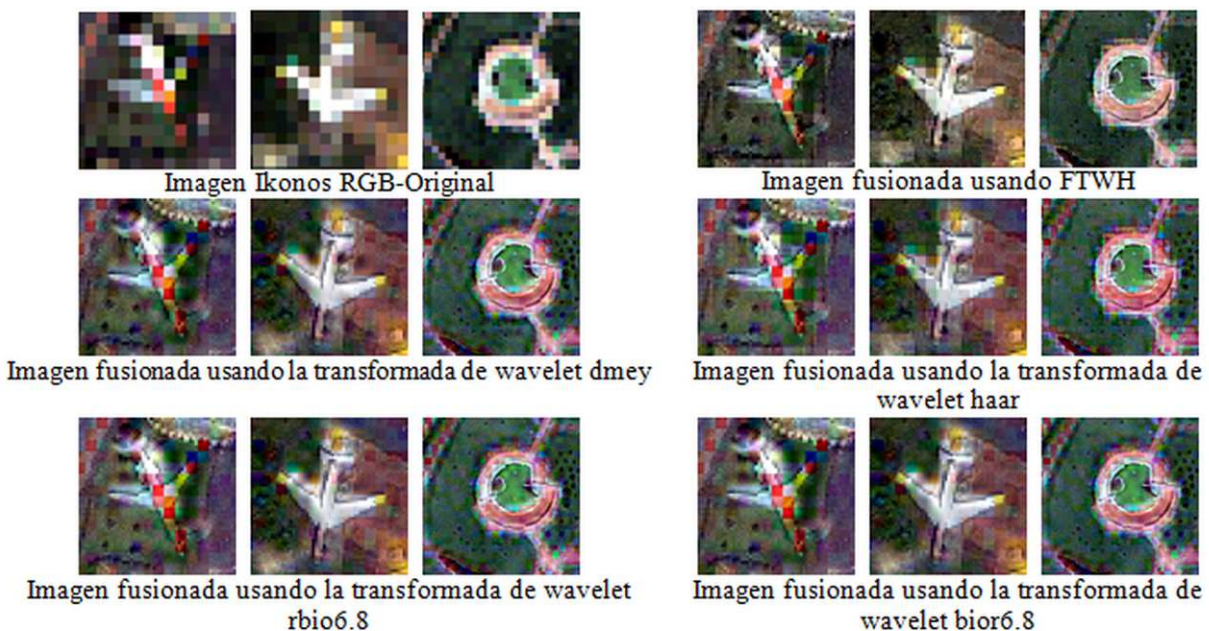 Imagen Ikonos RGB-Original
Imagen fusionada usando FTWH
Imagen fusionada usando la transformada de wavelet dmey
Imagen fusionada usando la transformada de
wavelet haar
Imagen fusionada usando la transformada de wavelet
rbio6.8
Imagen fusionada usando la transformada de
wavelet bior6.8